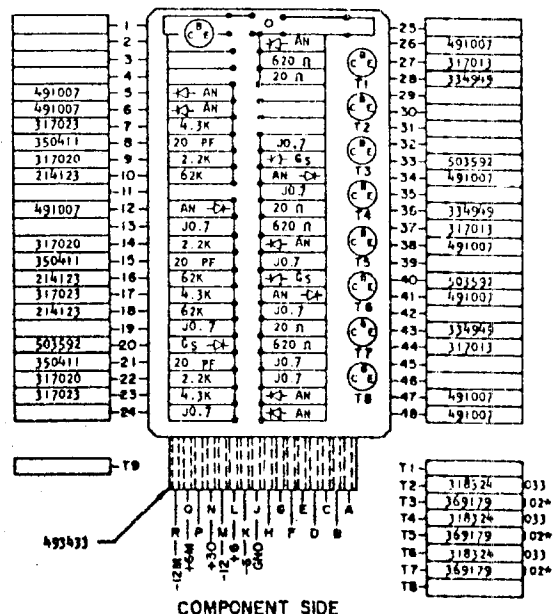 1 C B E O 25
2 AN 26 491007
3 620 Ω C B E 27 317013
4 20 Ω T1 28 334949
491007 5 AN 29
491007 6 AN C B E 30
317023 7 4.3K T2 31
350411 8 20 PF J0.7 32
317020 9 2.2K GS C B E 33 503592
214123 10 62K AN T3 34 491007
11 J0.7 35
491007 12 AN 20 Ω C B E 36 334949
13 J0.7 620 Ω T4 37 317013
317020 14 2.2K AN C B E 38 491007
350411 15 20 PF J0.7 T5 39
214123 16 62K GS 40 503592
317023 17 4.3K AN C B E 41 491007
214123 18 62K J0.7 T6 42
19 J0.7 20 Ω C B E 43 334949
503592 20 GS 620 Ω T7 44 317013
350411 21 20 PF J0.7 45
317020 22 2.2K J0.7 C B E 46
317023 23 4.3K AN T8 47 491007
24 J0.7 AN 48 491007
T9
493433
R Q P N M L K J H G F E D C B A
-12M +6M +30 -12 +6 -6 GND
T1
T2 318324 033
T3 369179 102*
T4 318324 033
T5 369179 102*
T6 318324 033
T7 369179 102*
T8
COMPONENT SIDE